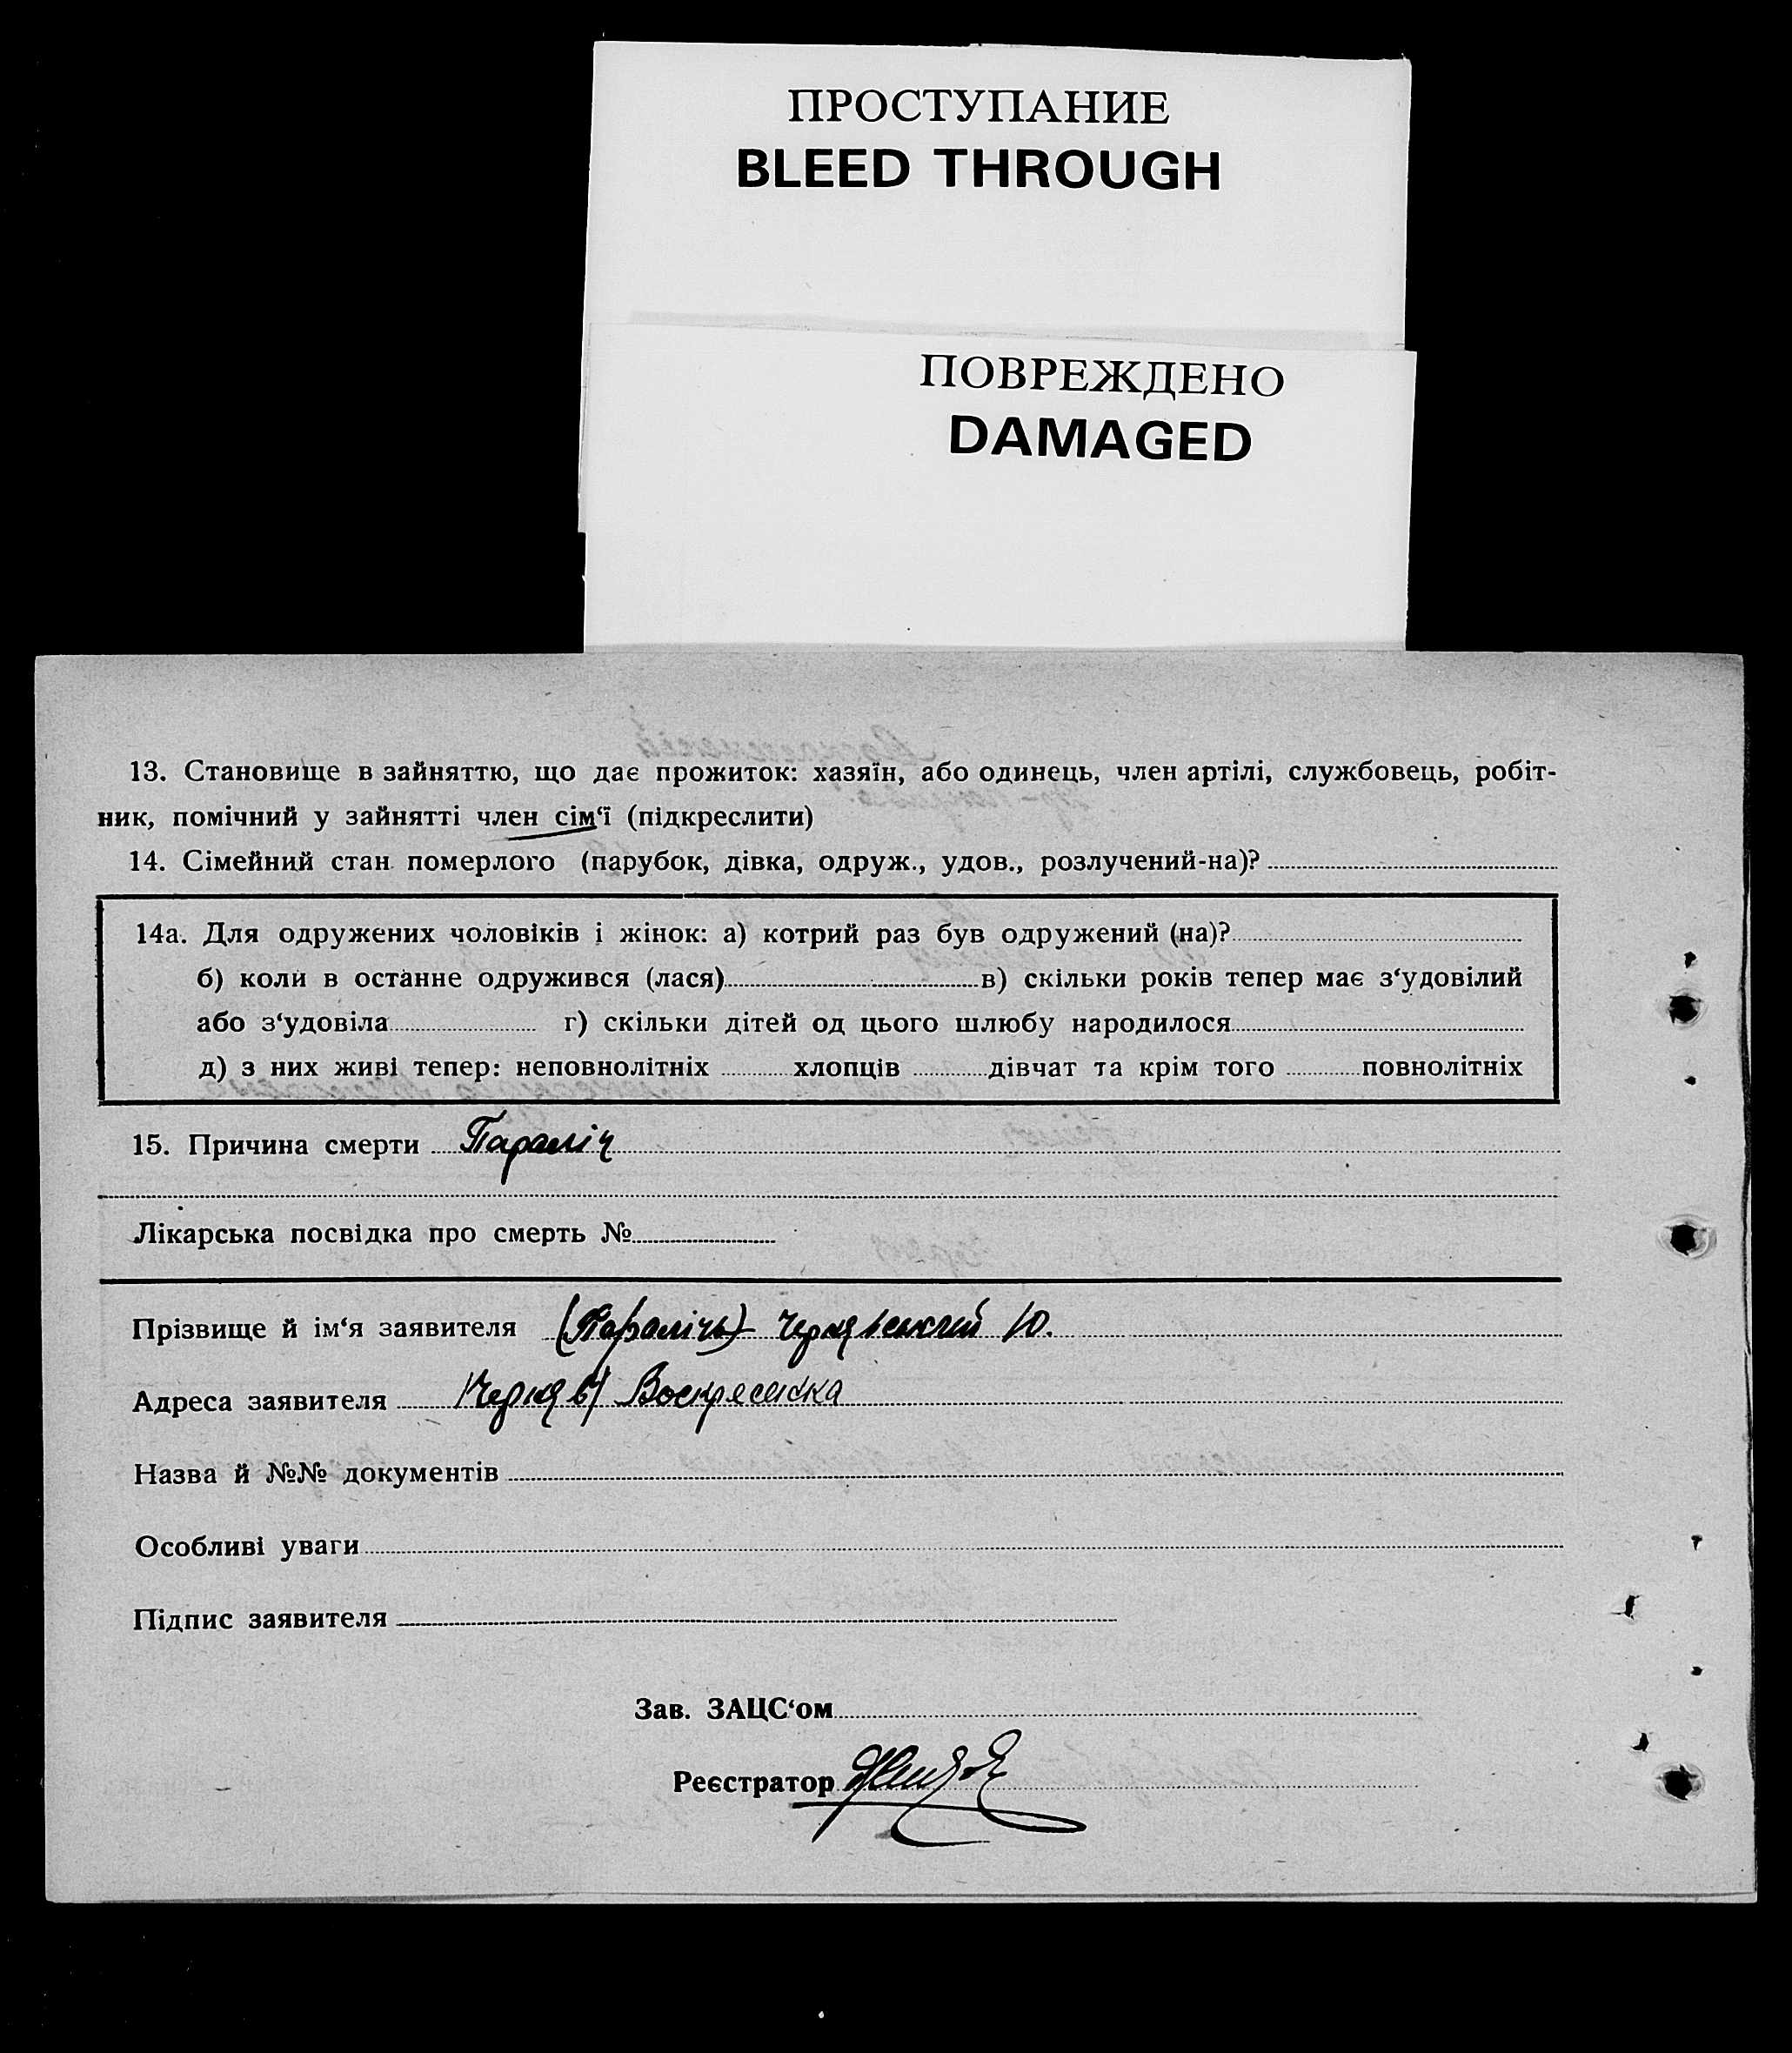 ПРОСТУПАНИЕ
BLEED THROUGH
ПОВРЕЖДЕНО
DAMAGED
13. Становище в зайняттю, що дає прожиток: хазяїн, або одинець, член артілі, службовець, робіт-
ник, помічний у зайнятті член сім‘ї (підкреслити)
14. Сімейний стан померлого (парубок, дівка, одруж., удов., розлучений-на)?
14а. Для одружених чоловіків і жінок: а) котрий раз був одружений (на)?
б) коли в останне одружився (лася) в) скільки років тепер має з‘удовілий
або з‘удовіла г) скільки дітей од цього шлюбу народилося
д) з них живі тепер: неповнолітніх хлопців дівчат та крім того повнолітніх
15. Причина смерти Параліч
Лікарська посвідка про смерть №
Прізвище й ім‘я заявителя (Параліч) Чернявський Ю.
Адреса заявителя Воскресенка
Назва й №№ документів
Особливі уваги
Підпис заявителя
Зав. ЗАЦС‘ом
Реєстратор